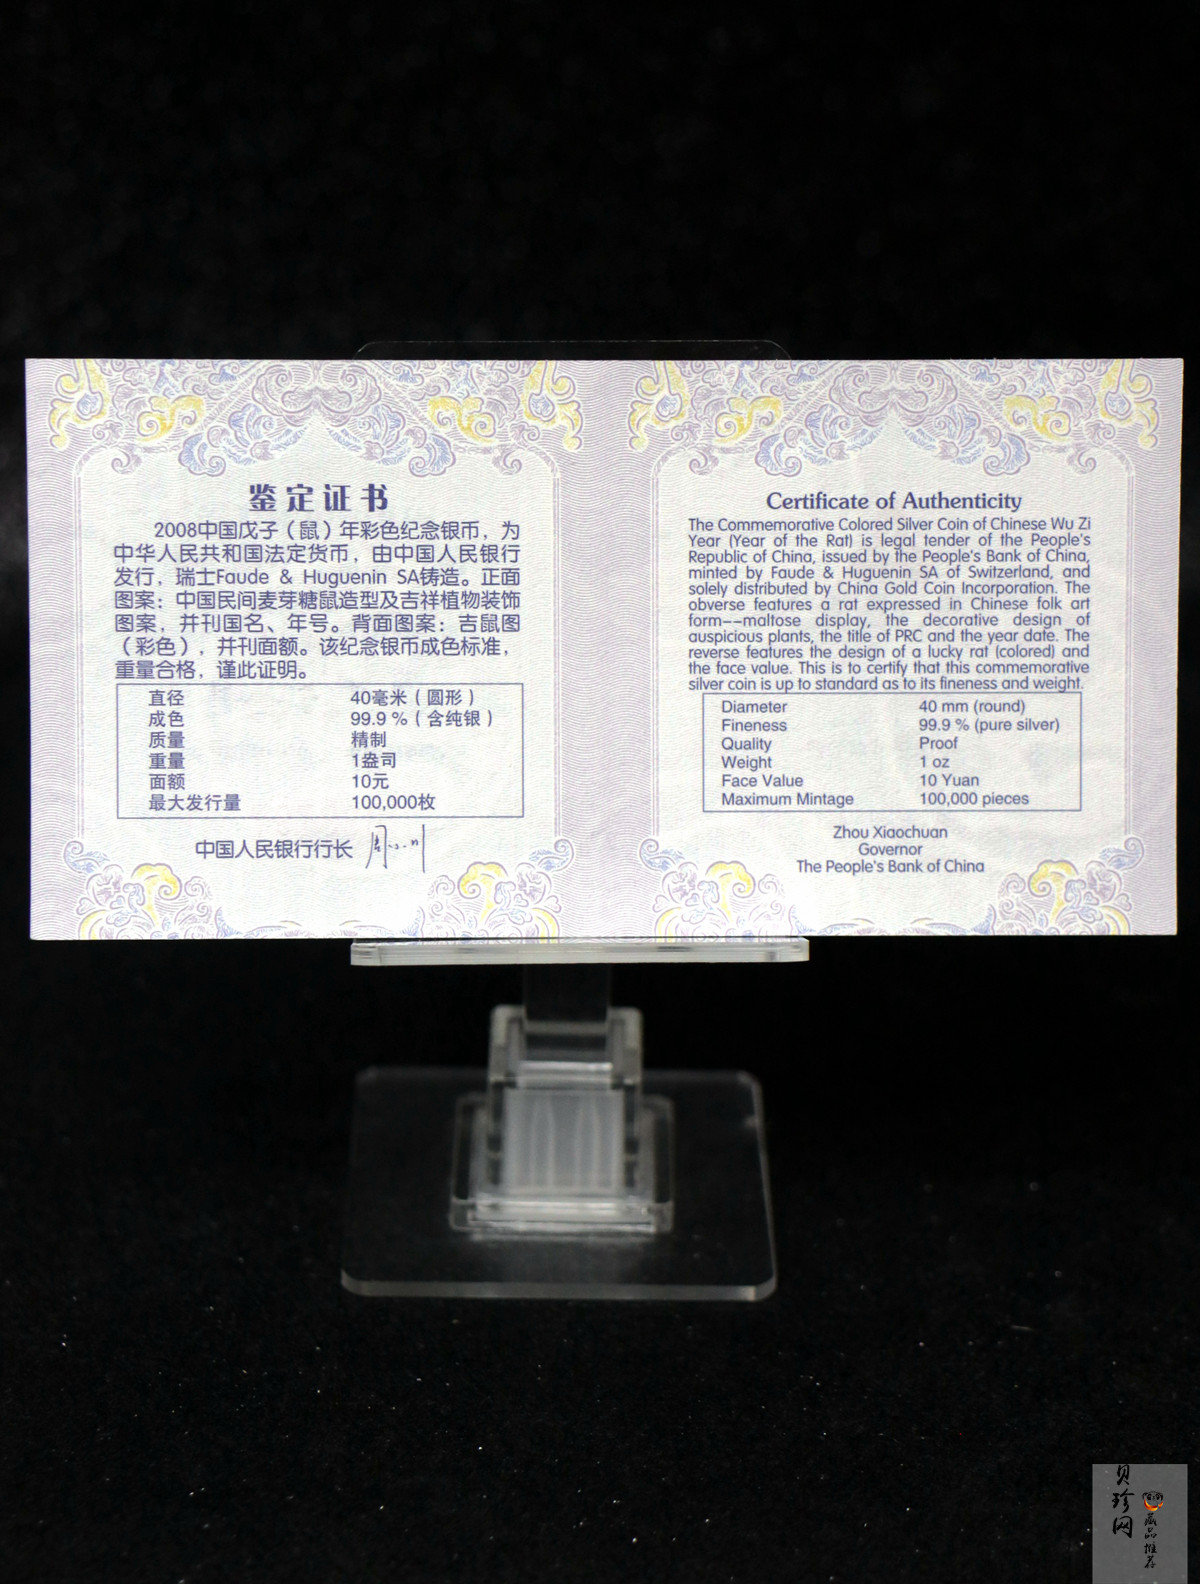 鉴定证书
2008中国戊子（鼠）年彩色纪念银币，为
中华人民共和国法定货币，由中国人民银行
发行，瑞士Faude & Huguenin SA铸造。正面
图案：中国民间麦芽糖鼠造型及吉祥植物装饰
图案，并刊国名、年号。背面图案：吉鼠图
（彩色），并刊面额。该纪念银币成色标准，
重量合格，谨此证明。
直径 40毫米（圆形）
成色 99.9％（含纯银）
质量 精制
重量 1盎司
面额 10元
最大发行量 100,000枚
中国人民银行行长 周小川
Certificate of Authenticity
The Commemorative Colored Silver Coin of Chinese Wu Zi
Year (Year of the Rat) is legal tender of the People's
Republic of China, issued by the People's Bank of China,
minted by Faude & Huguenin SA of Switzerland, and
solely distributed by China Gold Coin Incorporation. The
obverse features a rat expressed in Chinese folk art
form--maltose display, the decorative design of
auspicious plants, the title of PRC and the year date. The
reverse features the design of a lucky rat (colored) and
the face value. This is to certify that this commemorative
silver coin is up to standard as to its fineness and weight.
Diameter 40 mm (round)
Fineness 99.9 % (pure silver)
Quality Proof
Weight 1 oz
Face Value 10 Yuan
Maximum Mintage 100,000 pieces
Zhou Xiaochuan
Governor
The People's Bank of China
贝珍网
藏品推荐